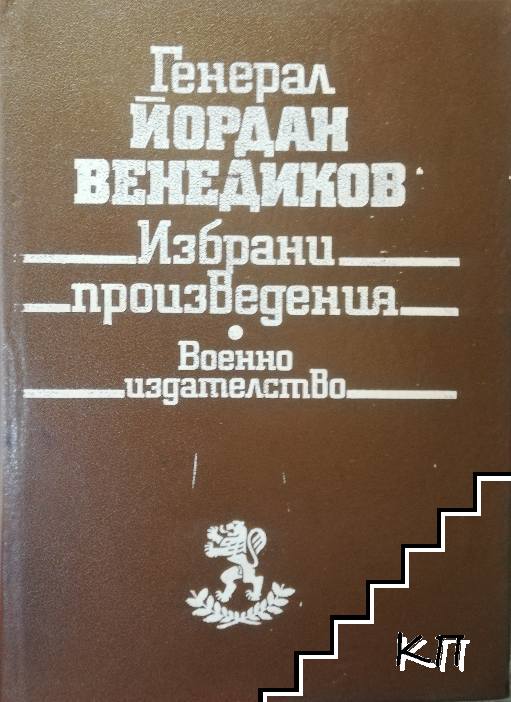 Генерал
ЙОРДАН
ВЕНЕДИКОВ
Избрани
произведения
Военно
издателство
КП